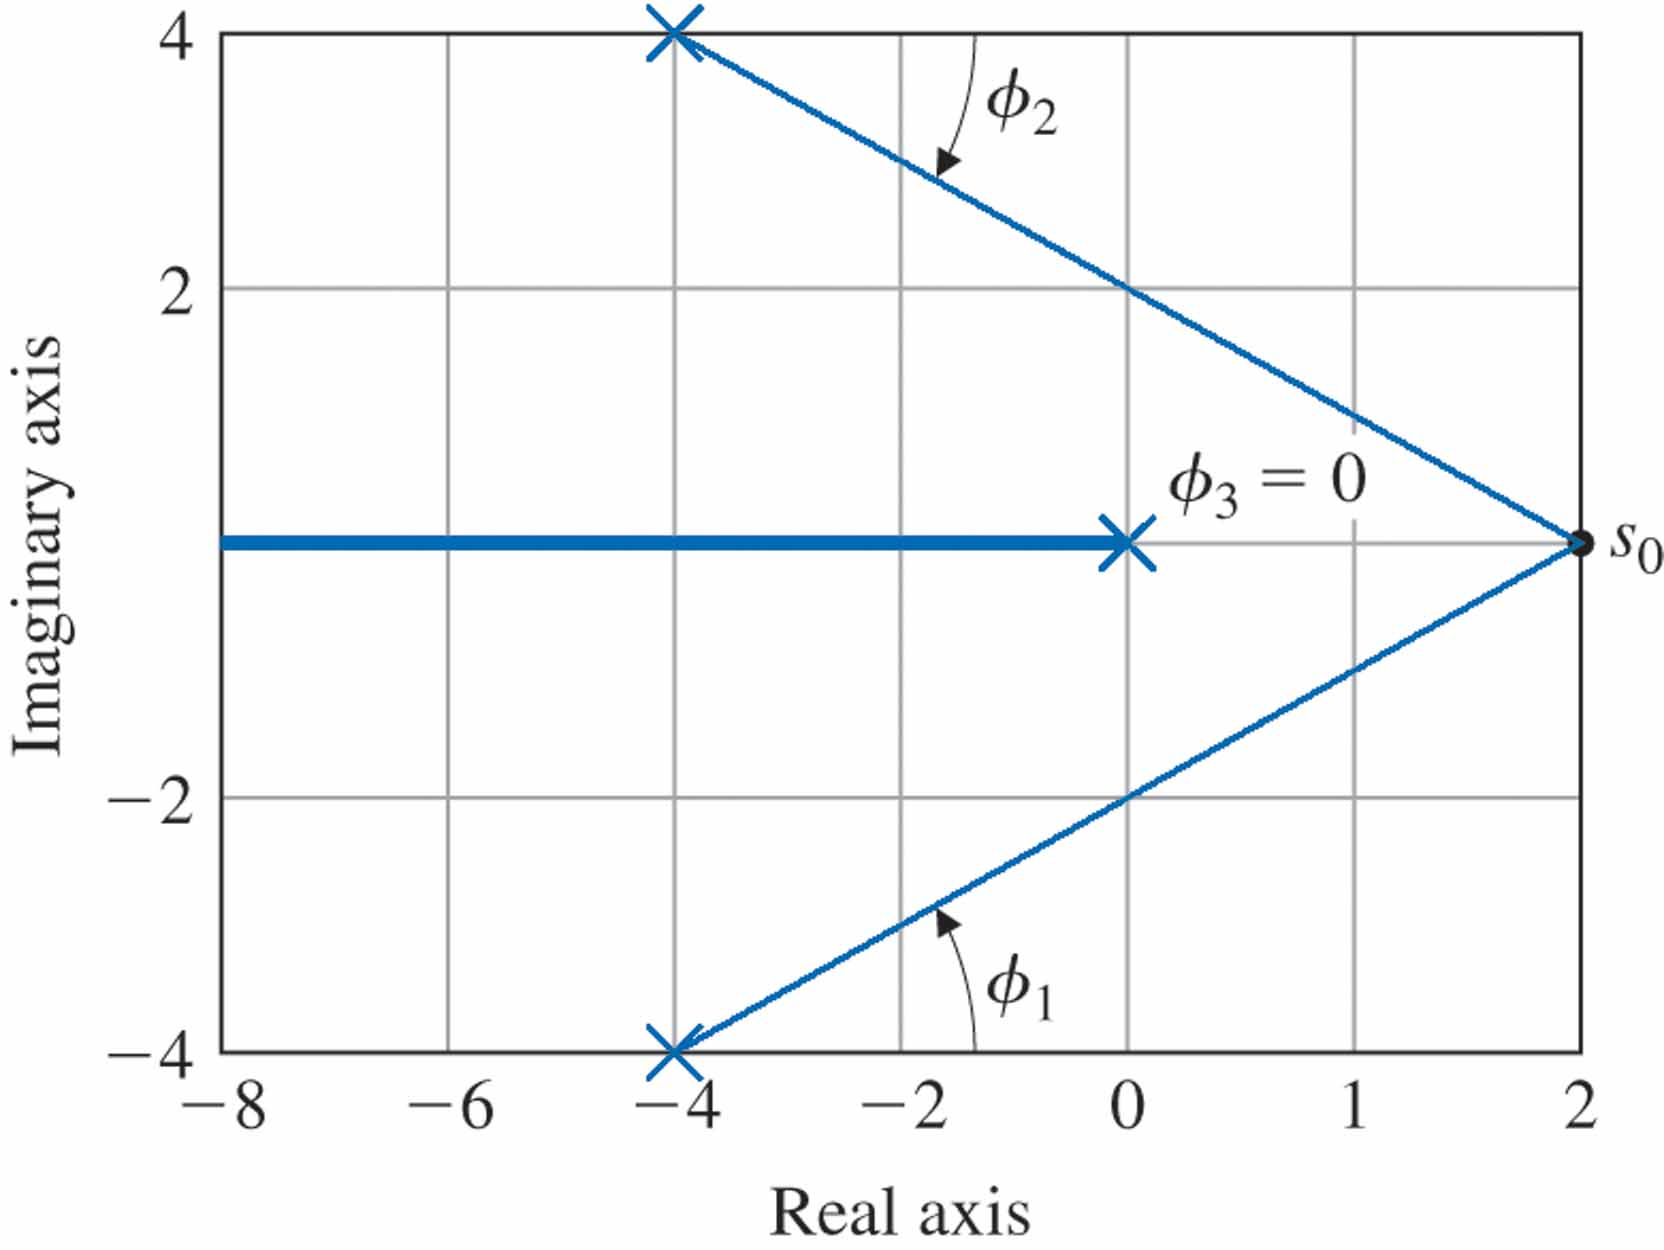 4
ϕ2
2
Imaginary axis
ϕ3 = 0
s0
−2
ϕ1
−4
−8 −6 −4 −2 0 1 2
Real axis